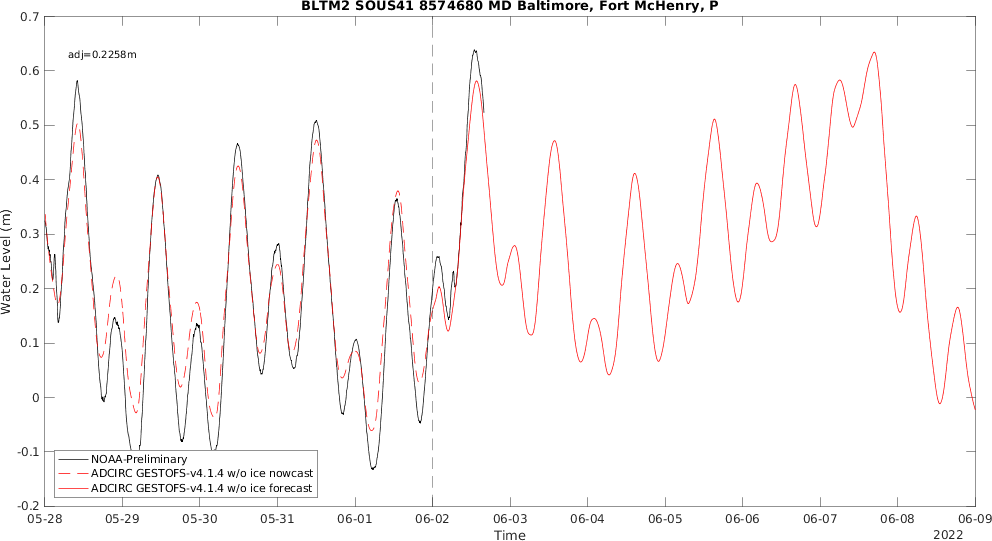 BLTM2 SOUS41 8574680 MD Baltimore, Fort McHenry, P
adj=0.2258m
Water Level (m)
0.7
0.6
0.5
0.4
0.3
0.2
0.1
0
-0.1
-0.2
NOAA-Preliminary
ADCIRC GESTOFS-v4.1.4 w/o ice nowcast
ADCIRC GESTOFS-v4.1.4 w/o ice forecast
05-28 05-29 05-30 05-31 06-01 06-02 06-03 06-04 06-05 06-06 06-07 06-08 06-09
Time
2022